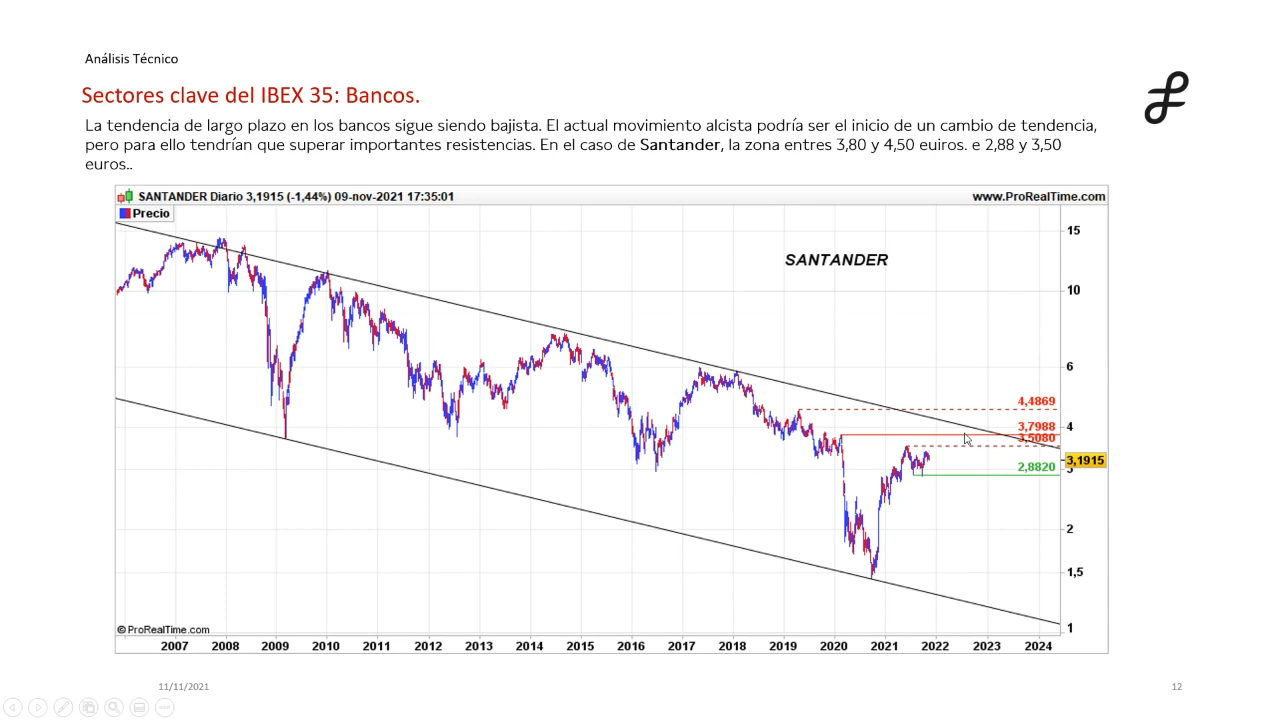 Análisis Técnico
Sectores clave del IBEX 35: Bancos.
La tendencia de largo plazo en los bancos sigue siendo bajista. El actual movimiento alcista podría ser el inicio de un cambio de tendencia,
pero para ello tendrían que superar importantes resistencias. En el caso de Santander, la zona entres 3,80 y 4,50 euiros. e 2,88 y 3,50
euros..
SANTANDER Diario 3,1915 (-1,44%) 09-nov-2021 17:35:01
www.ProRealTime.com
Precio
SANTANDER
15
10
6
4,4869
4
3,7988
3,5080
3,1915
3
2,8820
2
1,5
1
© ProRealTime.com
2007 2008 2009 2010 2011 2012 2013 2014 2015 2016 2017 2018 2019 2020 2021 2022 2023 2024
11/11/2021
12